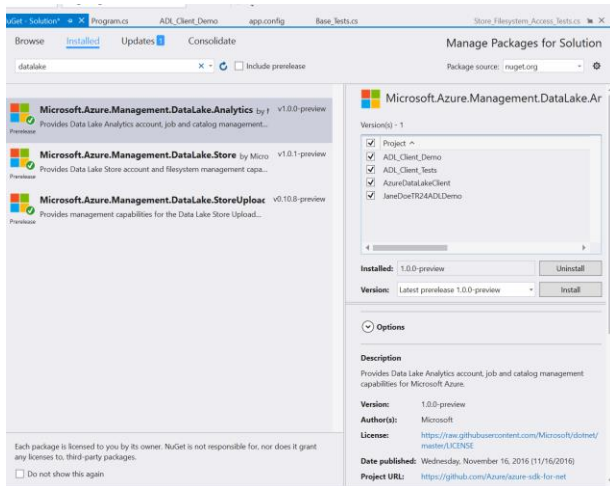 NuGet - Solution* Program.cs ADL_Client_Demo app.config Base_Tests.cs Store_Filesystem_Access_Tests.cs
Browse Installed Updates 1 Consolidate
Manage Packages for Solution
datalake
Include prerelease
Package source: nuget.org
Microsoft.Azure.Management.DataLake.Analytics by M v1.0.0-preview
Provides Data Lake Analytics account, job and catalog management...
Prerelease
Microsoft.Azure.Management.DataLake.Store by Micro v1.0.1-preview
Provides Data Lake Store account and filesystem management capa...
Prerelease
Microsoft.Azure.Management.DataLake.StoreUploac v0.10.8-preview
Provides management capabilities for the Data Lake Store Upload...
Prerelease
Each package is licensed to you by its owner. NuGet is not responsible for, nor does it grant
any licenses to, third-party packages.
Do not show this again
Microsoft.Azure.Management.DataLake.Ar
Version(s) - 1
Project
ADL_Client_Demo
ADL_Client_Tests
AzureDataLakeClient
JaneDoeTR24ADLDemo
Installed: 1.0.0-preview Uninstall
Version: Latest prerelease 1.0.0-preview Install
Options
Description
Provides Data Lake Analytics account, job and catalog management
capabilities for Microsoft Azure.
Version: 1.0.0-preview
Author(s): Microsoft
License: https://raw.githubusercontent.com/Microsoft/dotnet/
master/LICENSE
Date published: Wednesday, November 16, 2016 (11/16/2016)
Project URL: https://github.com/Azure/azure-sdk-for-net